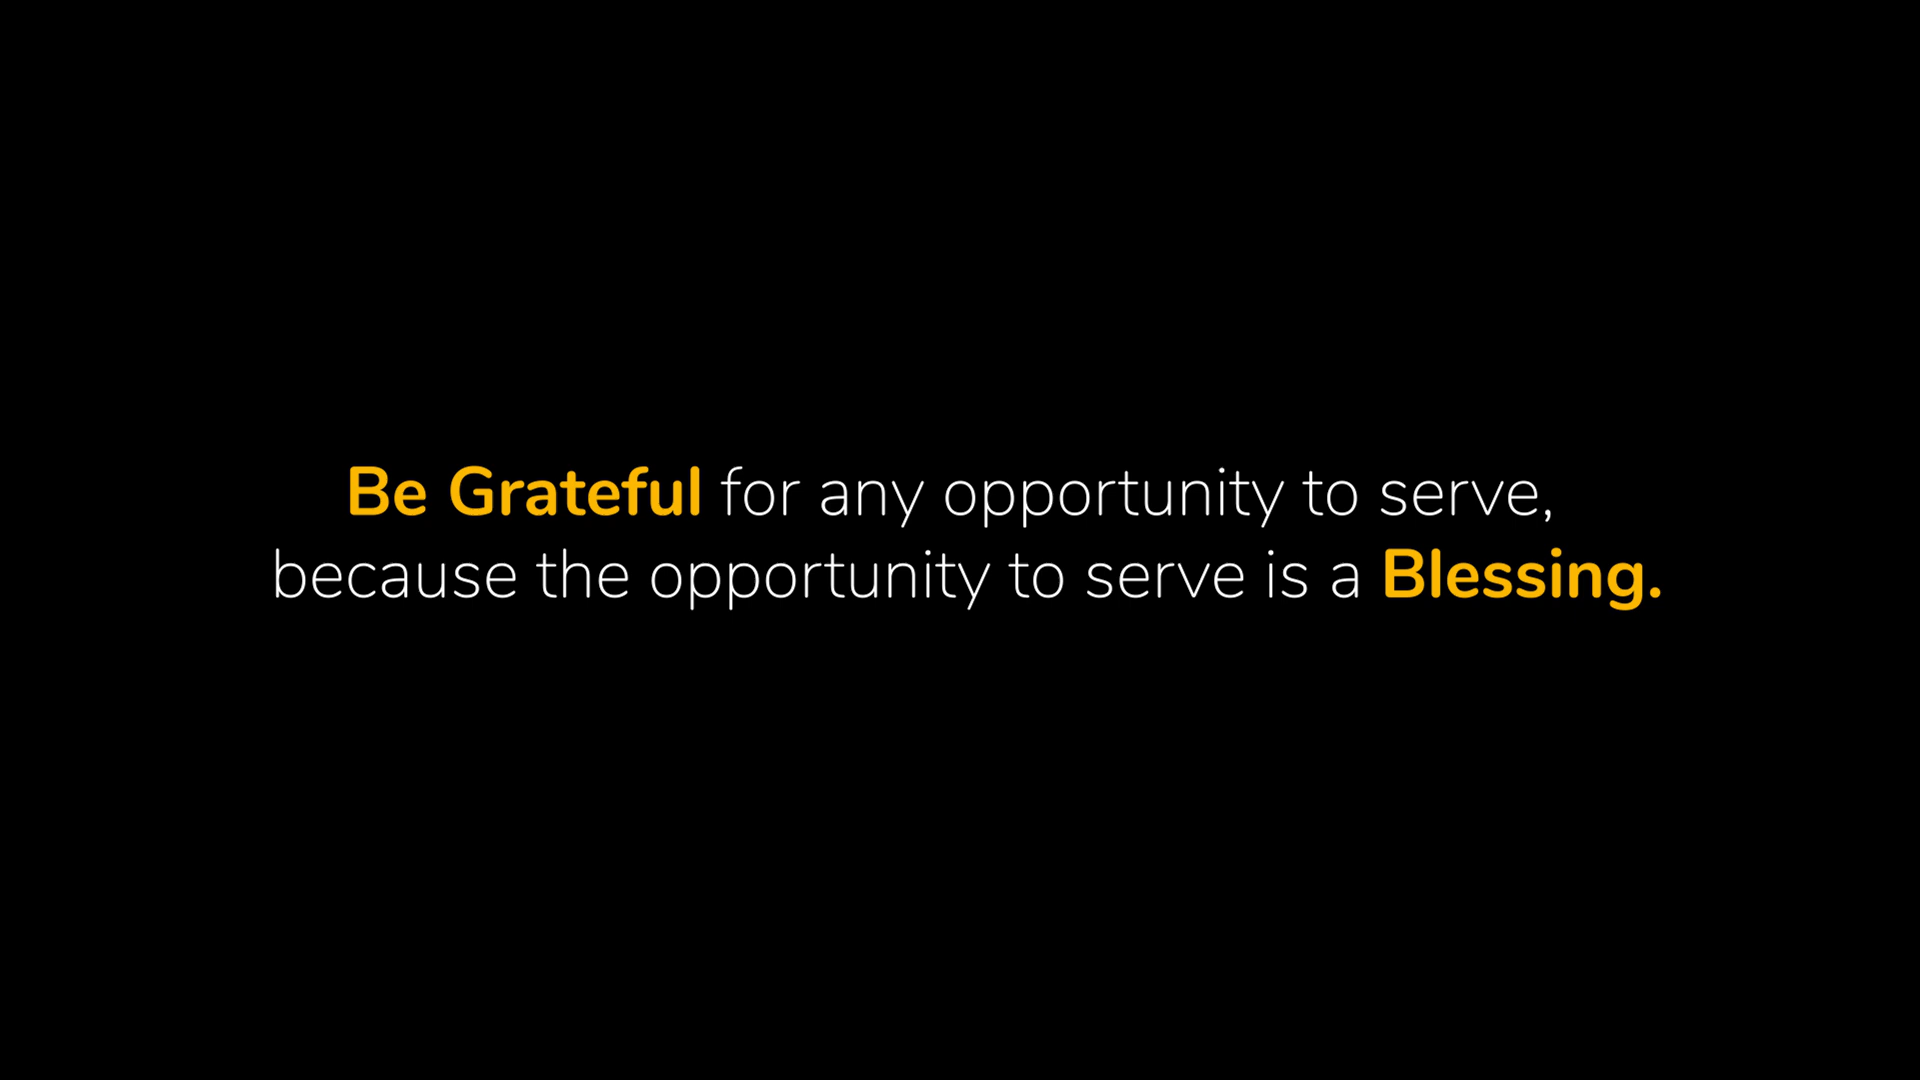 Be Grateful for any opportunity to serve,
because the opportunity to serve is a Blessing.